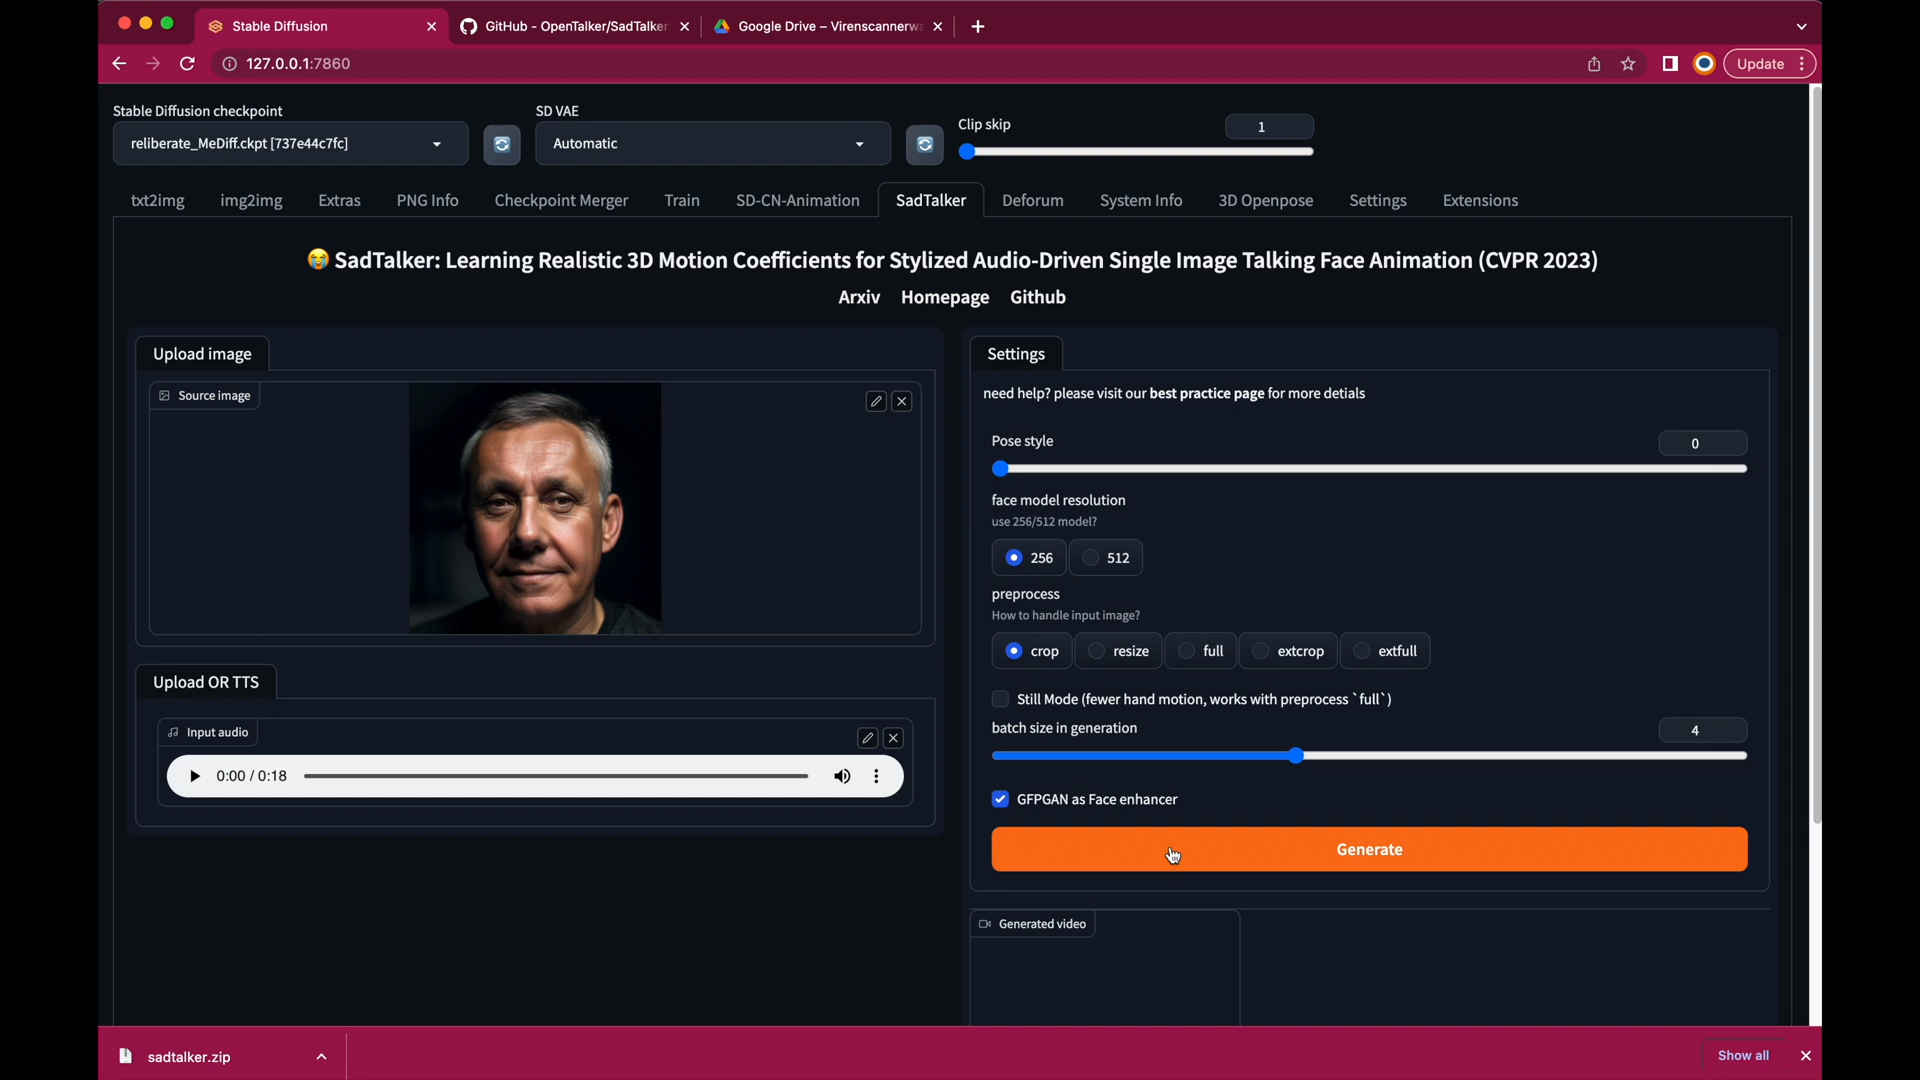 Stable Diffusion
GitHub - OpenTalker/SadTalker
Google Drive – Virenscannerwa
127.0.0.1:7860
Update
Stable Diffusion checkpoint
SD VAE
Clip skip
1
reliberate_MeDiff.ckpt [737e44c7fc]
Automatic
txt2img
img2img
Extras
PNG Info
Checkpoint Merger
Train
SD-CN-Animation
SadTalker
Deforum
System Info
3D Openpose
Settings
Extensions
😭 SadTalker: Learning Realistic 3D Motion Coefficients for Stylized Audio-Driven Single Image Talking Face Animation (CVPR 2023)
Arxiv Homepage Github
Upload image
Source image
Upload OR TTS
Input audio
0:00 / 0:18
Settings
need help? please visit our best practice page for more detials
Pose style
0
face model resolution
use 256/512 model?
256
512
preprocess
How to handle input image?
crop
resize
full
extcrop
extfull
Still Mode (fewer hand motion, works with preprocess `full`)
batch size in generation
4
GFPGAN as Face enhancer
Generate
Generated video
sadtalker.zip
Show all